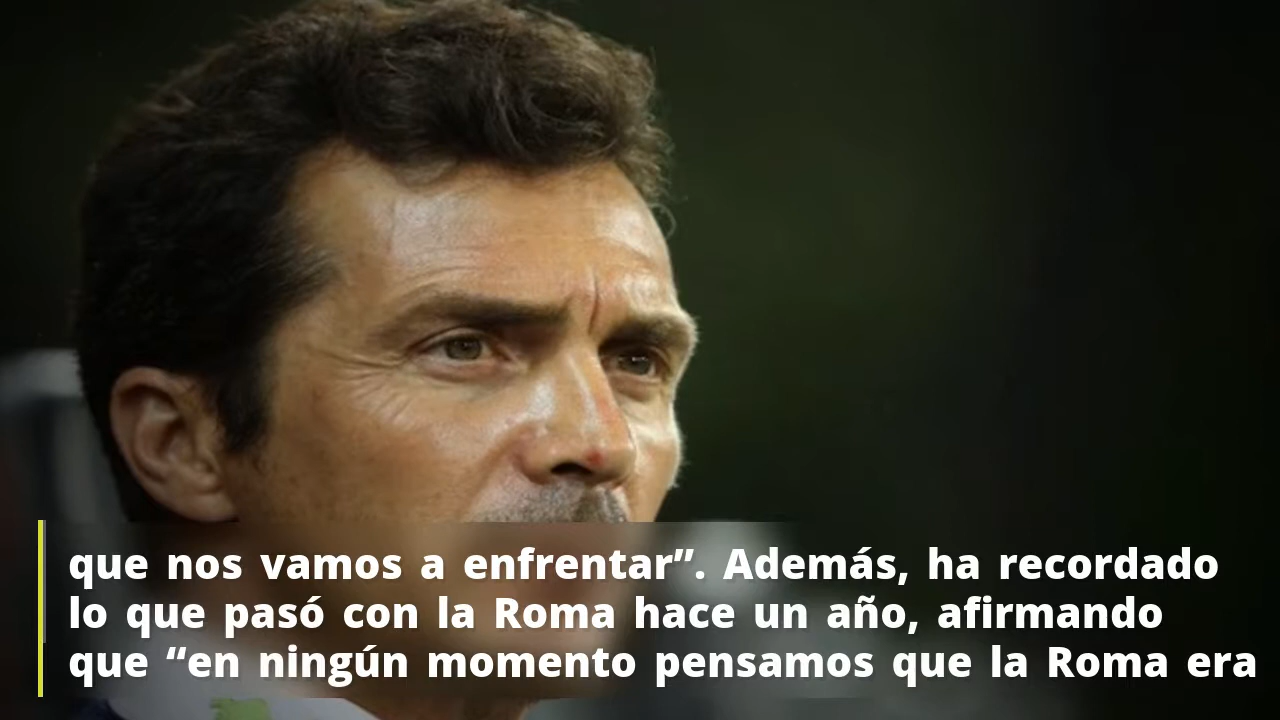 que nos vamos a enfrentar”. Además, ha recordado
lo que pasó con la Roma hace un año, afirmando
que “en ningún momento pensamos que la Roma era